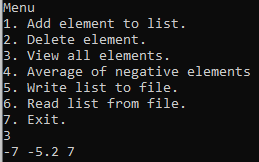 Menu
1. Add element to list.
2. Delete element.
3. View all elements.
4. Average of negative elements
5. Write list to file.
6. Read list from file.
7. Exit.
3
-7 -5.2 7